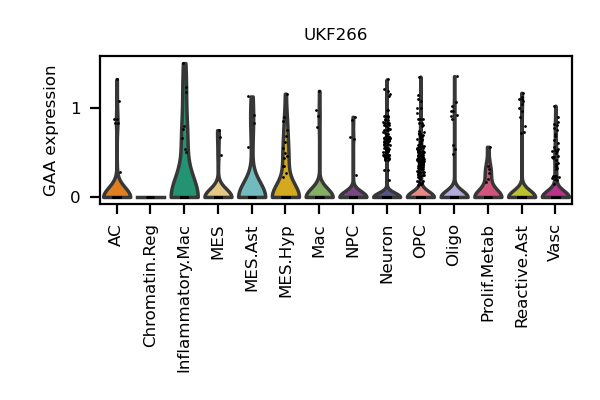 UKF266
GAA expression
1
0
AC
Chromatin.Reg
Inflammatory.Mac
MES
MES.Ast
MES.Hyp
Mac
NPC
Neuron
OPC
Oligo
Prolif.Metab
Reactive.Ast
Vasc